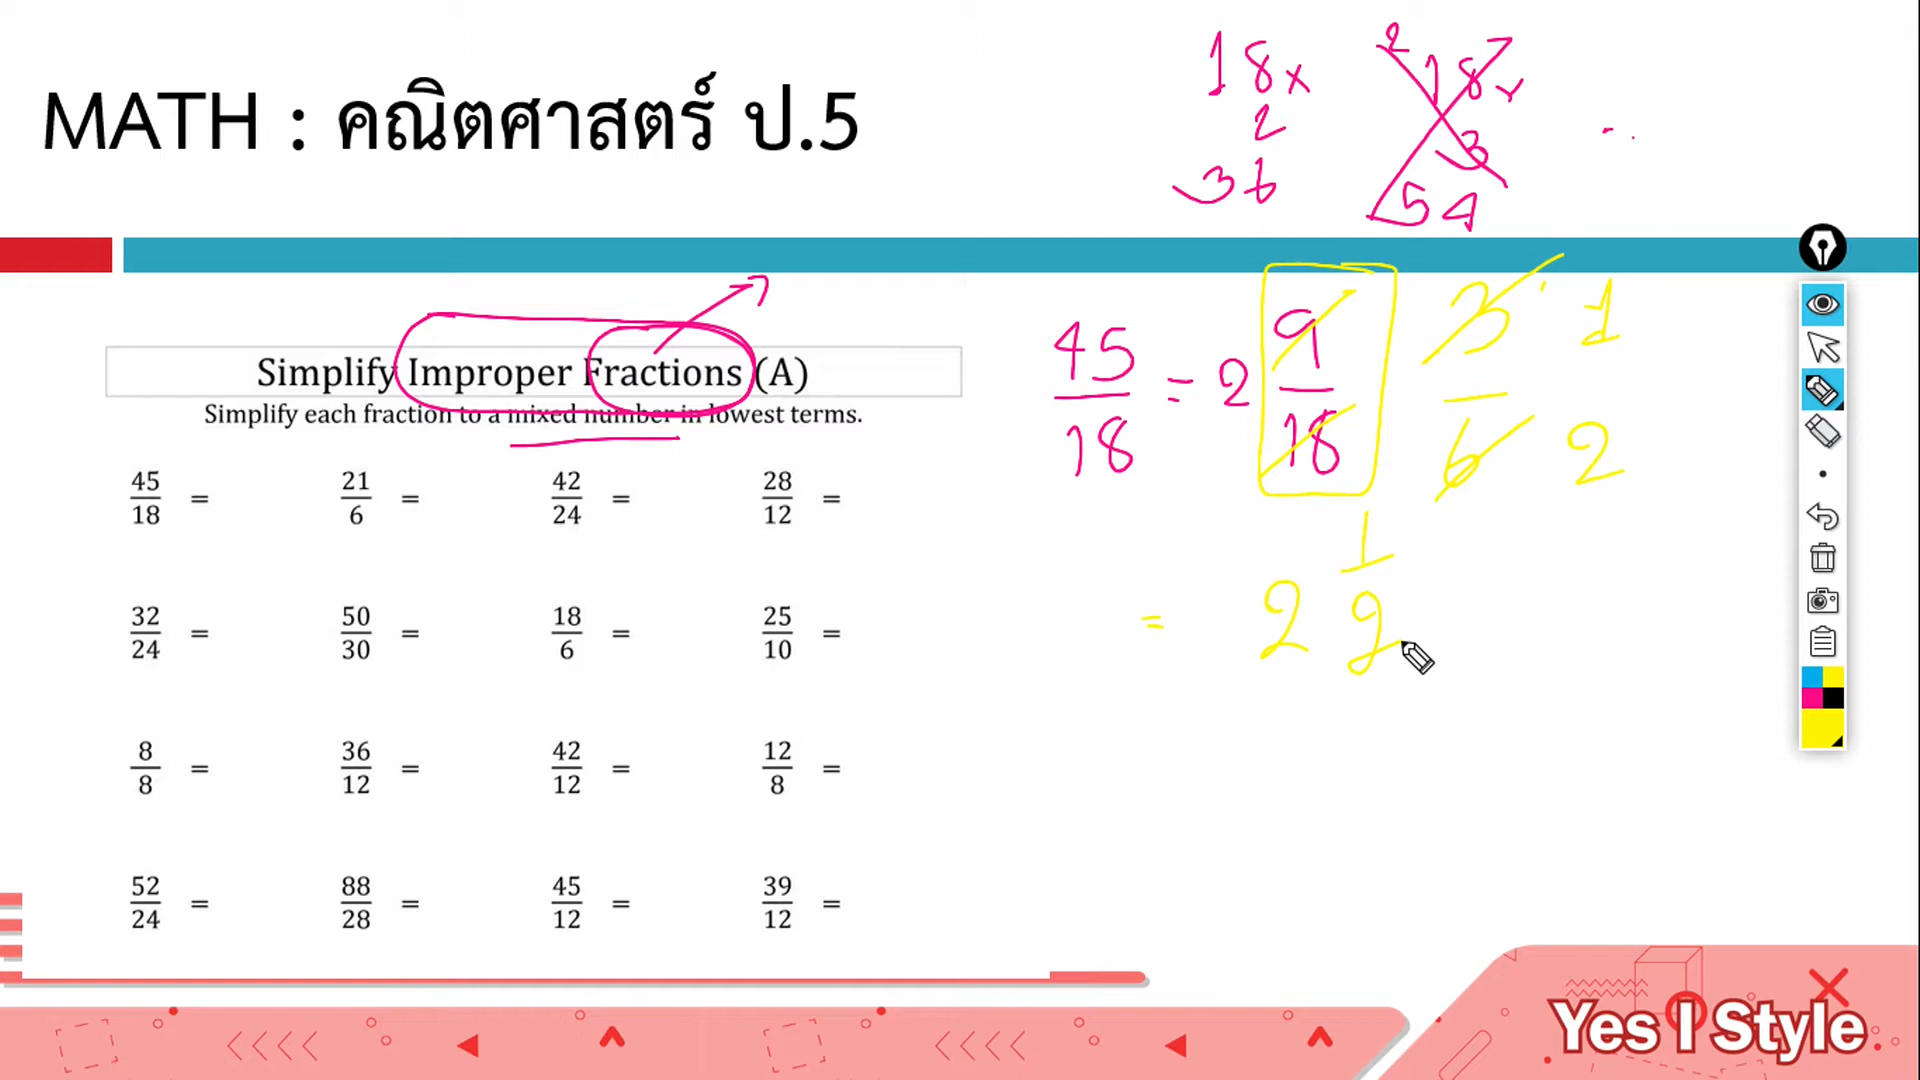 MATH : คณิตศาสตร์ ป.5
18x
2
36
2
18x
3
54
Simplify Improper Fractions (A)
Simplify each fraction to a mixed number in lowest terms.
45/18 = 2 9/18 3/6 1 2
= 2 1/2
45/18 = 21/6 = 42/24 = 28/12 =
32/24 = 50/30 = 18/6 = 25/10 =
8/8 = 36/12 = 42/12 = 12/8 =
52/24 = 88/28 = 45/12 = 39/12 =
Yes I Style